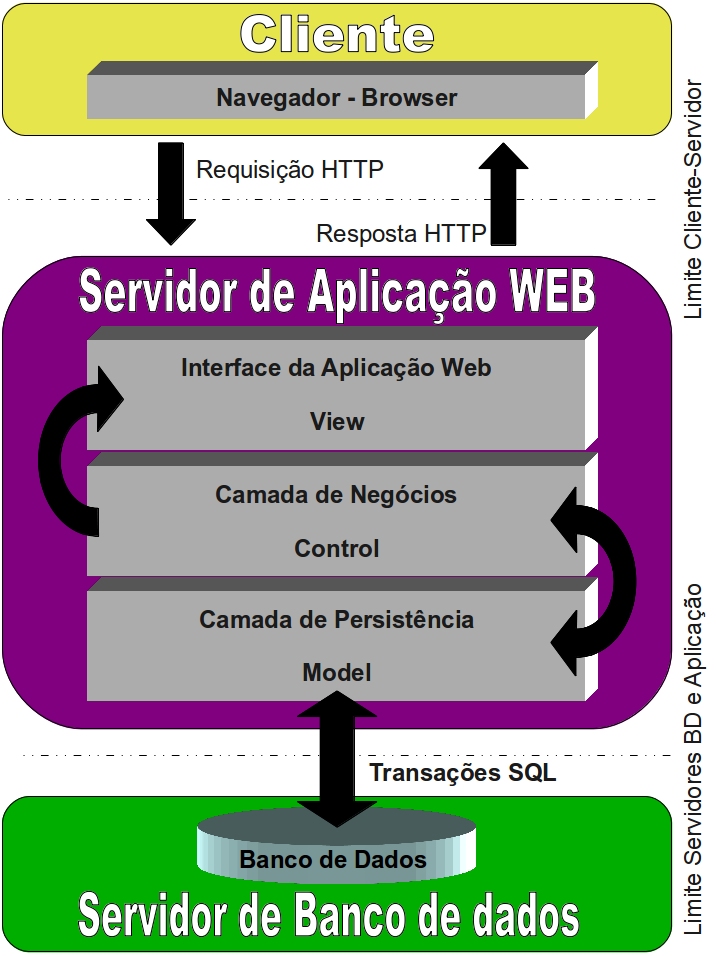 Cliente
Navegador - Browser
Requisição HTTP
Resposta HTTP
Limite Cliente-Servidor
Servidor de Aplicação WEB
Interface da Aplicação Web
View
Camada de Negócios
Control
Camada de Persistência
Model
Transações SQL
Limite Servidores BD e Aplicação
Banco de Dados
Servidor de Banco de dados